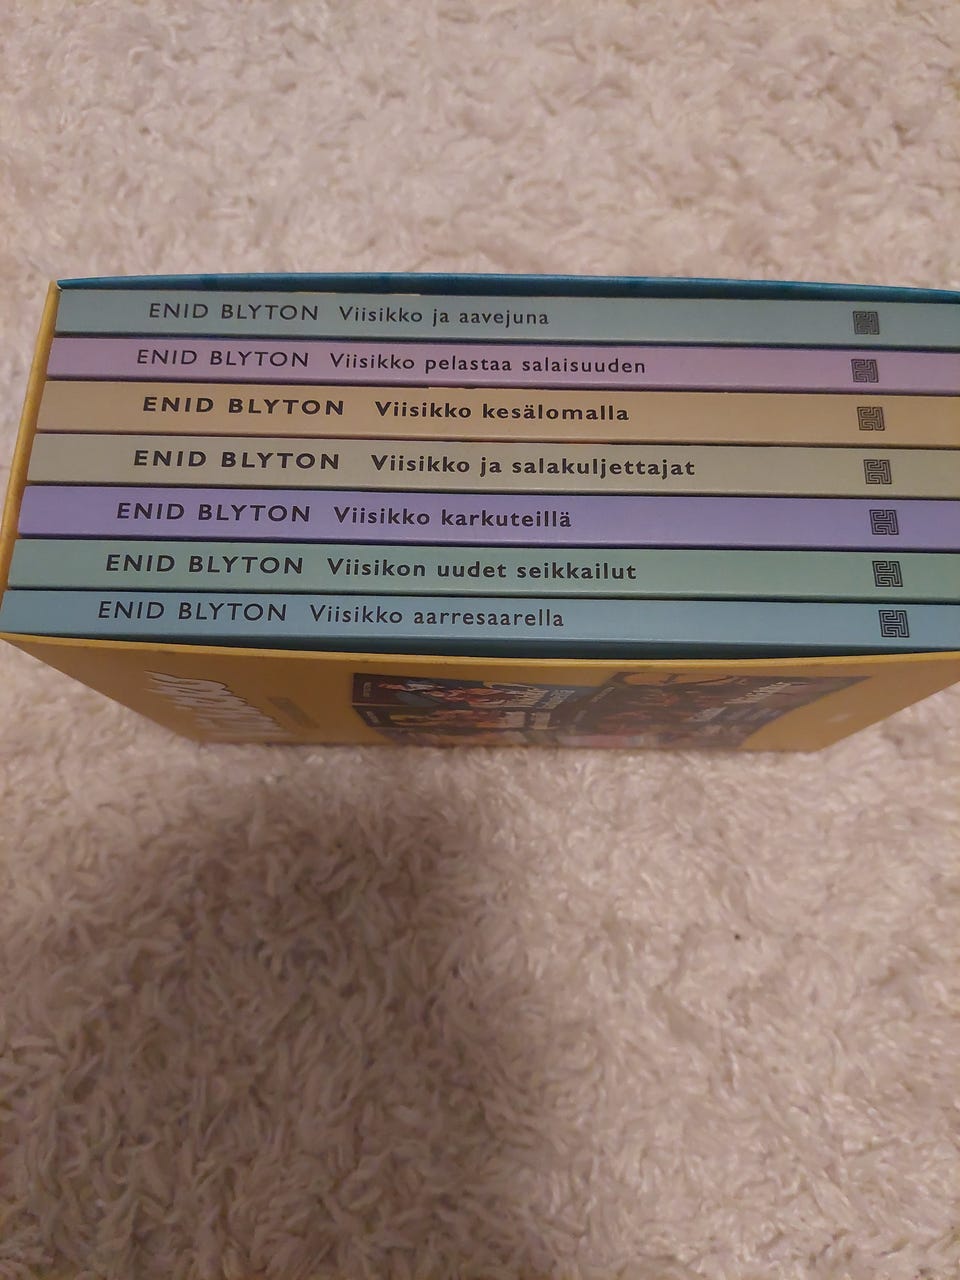 ENID BLYTON Viisikko ja aavejuna
ENID BLYTON Viisikko pelastaa salaisuuden
ENID BLYTON Viisikko kesälomalla
ENID BLYTON Viisikko ja salakuljettajat
ENID BLYTON Viisikko karkuteillä
ENID BLYTON Viisikon uudet seikkailut
ENID BLYTON Viisikko aarresaarella